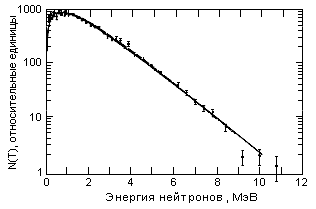 1000
100
10
1
N(T), относительные единицы
0 2 4 6 8 10 12
Энергия нейтронов , МэВ